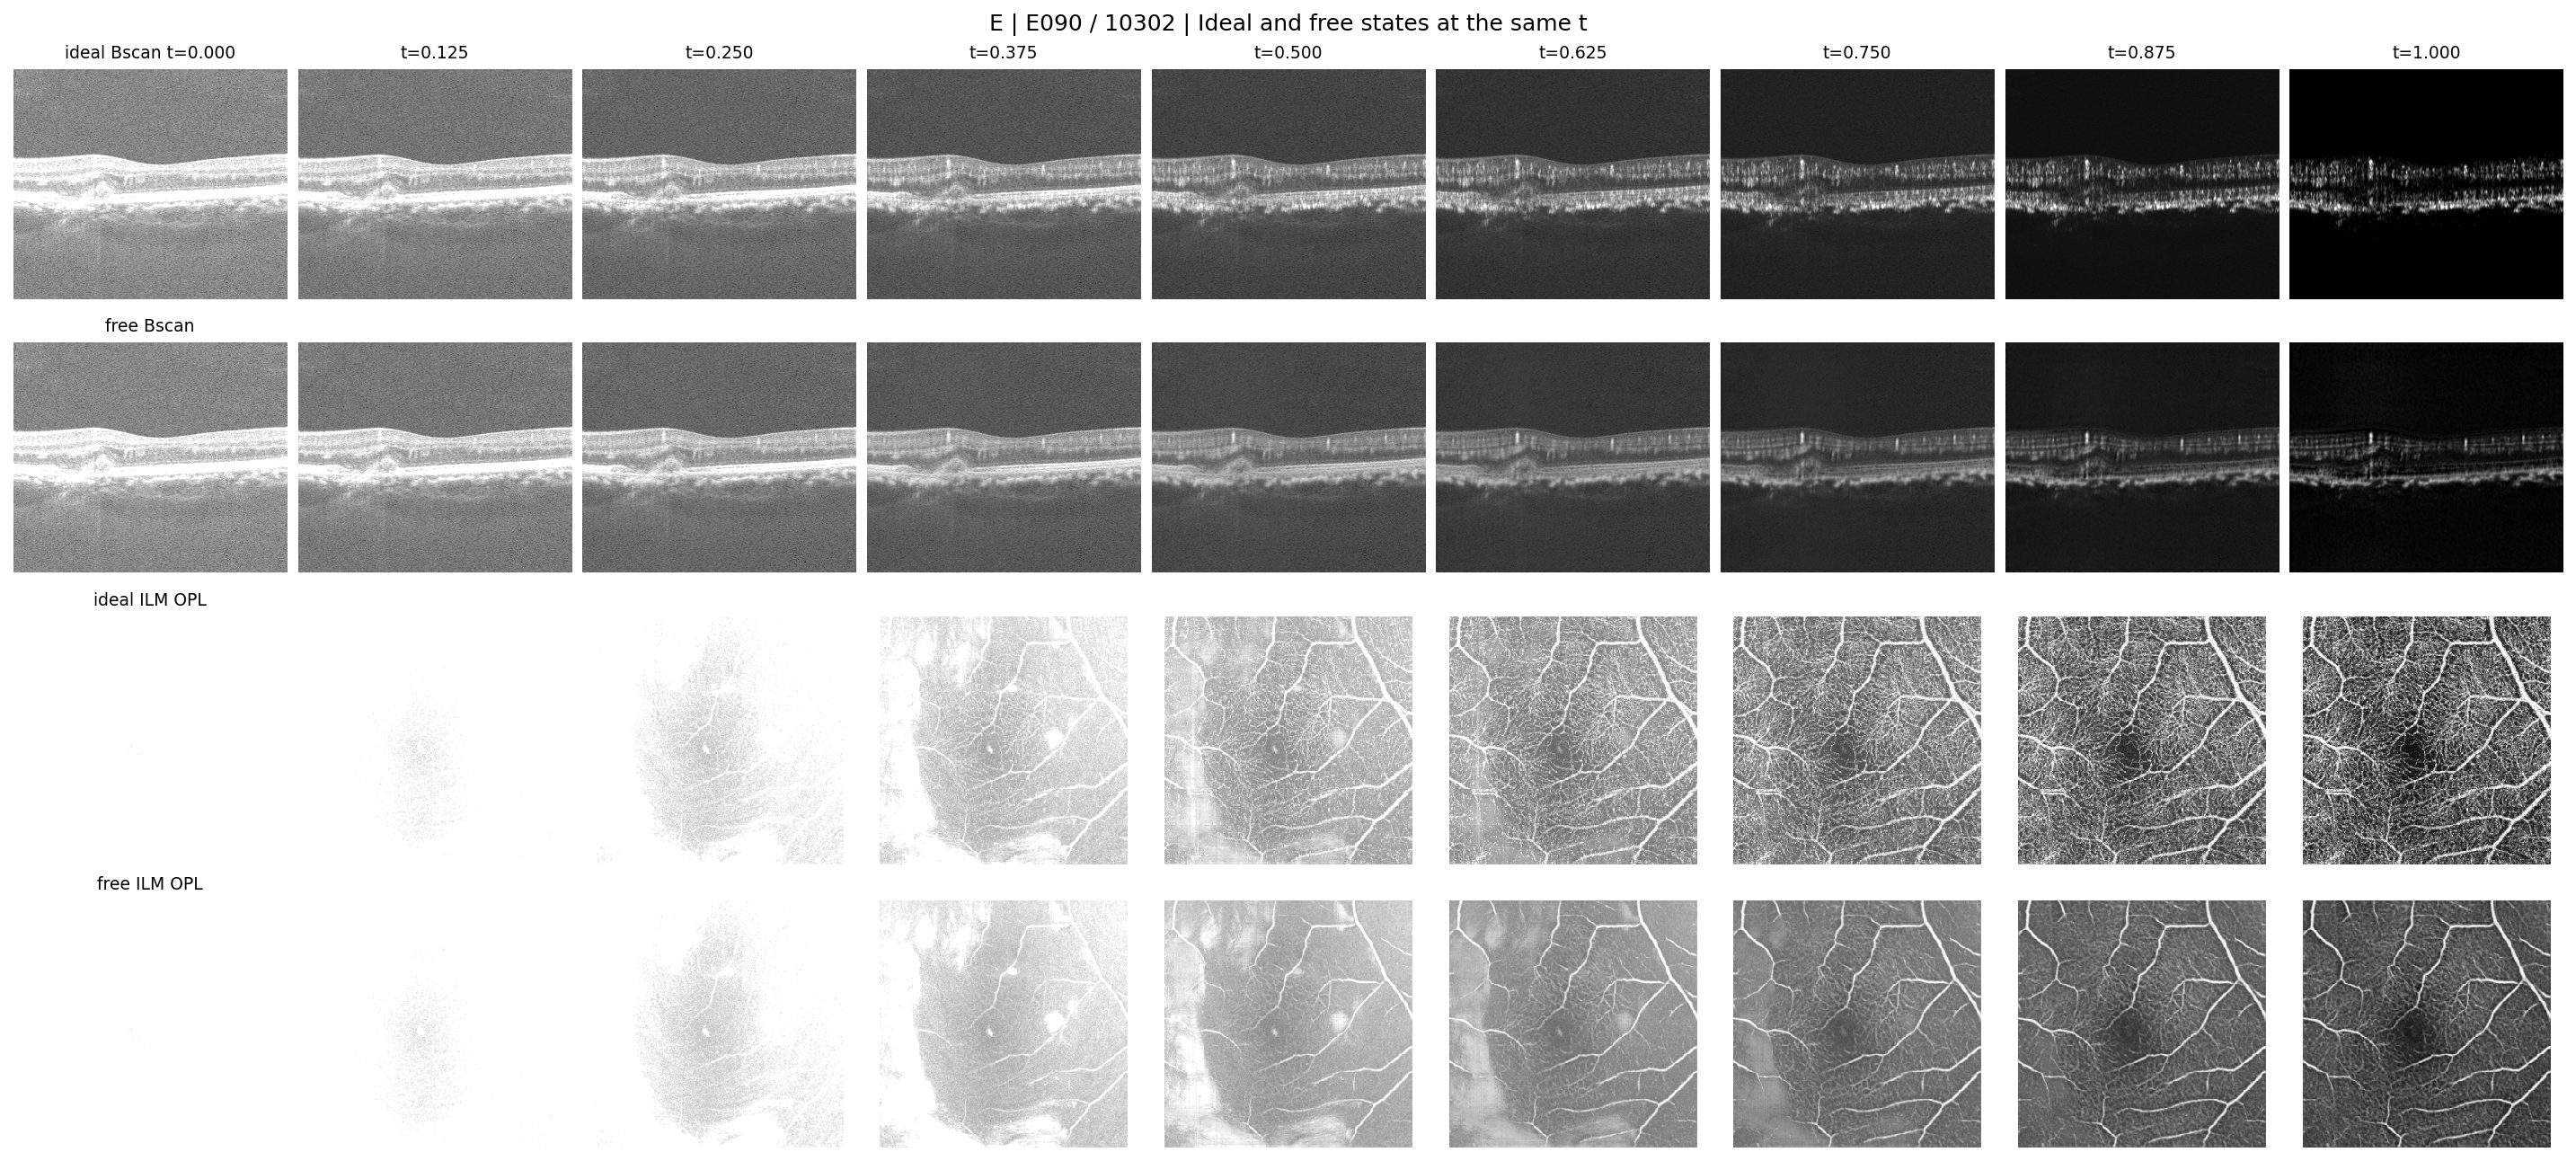 E | E090 / 10302 | Ideal and free states at the same t
ideal Bscan t=0.000
t=0.125
t=0.250
t=0.375
t=0.500
t=0.625
t=0.750
t=0.875
t=1.000
free Bscan
ideal ILM OPL
free ILM OPL